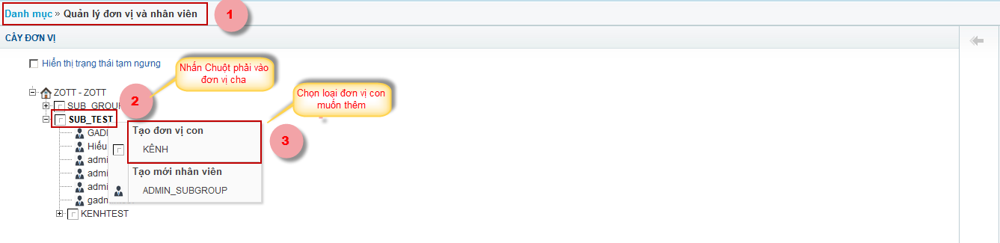 Danh mục » Quản lý đơn vị và nhân viên
1
CÂY ĐƠN VỊ
Hiển thị trạng thái tạm ngưng
Nhấn Chuột phải vào
đơn vị cha
Chọn loại đơn vị con
muốn thêm
ZOTT - ZOTT
2
SUB_GROU
SUB_TEST
Tạo đơn vị con
3
KÊNH
GADI
Hiếu
admi
admi
admi
gadm
Tạo mới nhân viên
ADMIN_SUBGROUP
KENHTEST